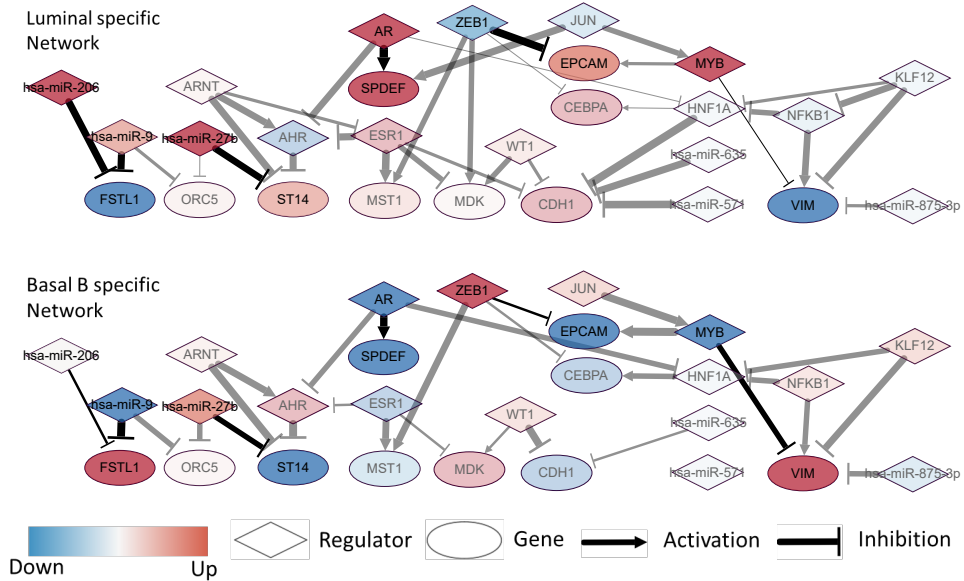 Luminal specific
Network
AR
ZEB1
JUN
EPCAM
MYB
hsa-miR-206
ARNT
SPDEF
CEBPA
HNF1A
KLF12
NFKB1
hsa-miR-9
hsa-miR-27b
AHR
ESR1
WT1
hsa-miR-635
FSTL1
ORC5
ST14
MST1
MDK
CDH1
hsa-miR-571
VIM
hsa-miR-875-3p
Basal B specific
Network
AR
ZEB1
JUN
EPCAM
MYB
hsa-miR-206
ARNT
SPDEF
CEBPA
HNF1A
KLF12
NFKB1
hsa-miR-9
hsa-miR-27b
AHR
ESR1
WT1
hsa-miR-635
FSTL1
ORC5
ST14
MST1
MDK
CDH1
hsa-miR-571
VIM
hsa-miR-875-3p
Down
Up
Regulator
Gene
Activation
Inhibition